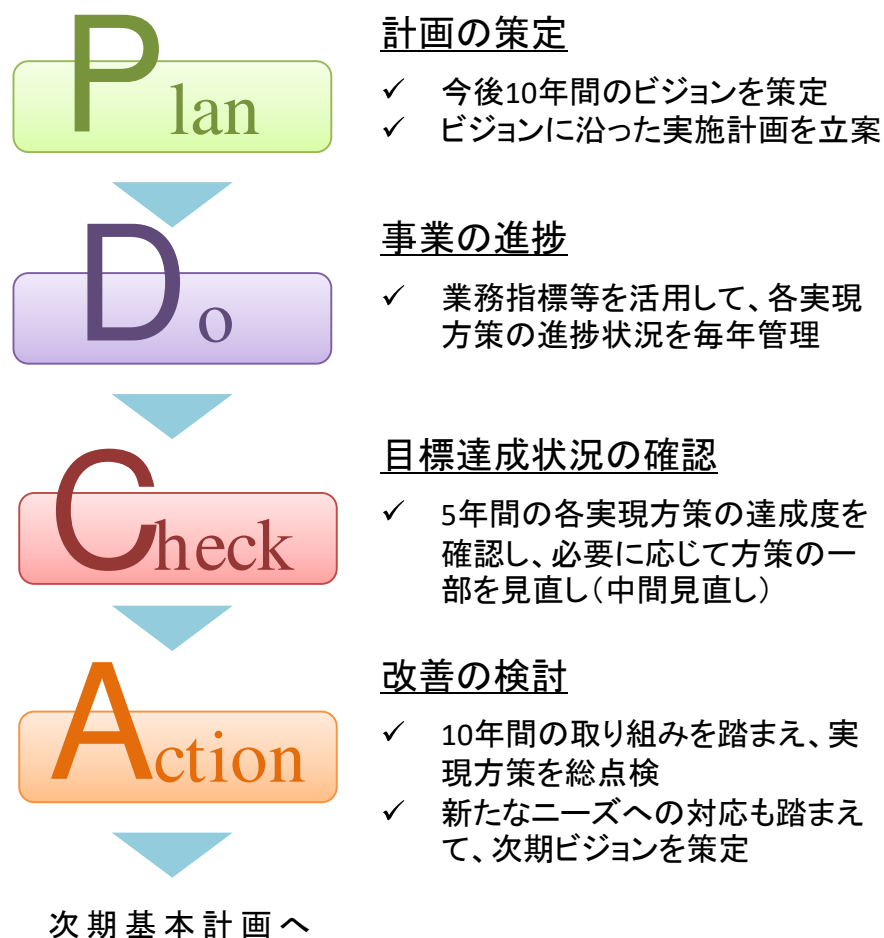 Plan
計画の策定
✓ 今後10年間のビジョンを策定
✓ ビジョンに沿った実施計画を立案
Do
事業の進捗
✓ 業務指標等を活用して、各実現
方策の進捗状況を毎年管理
Check
目標達成状況の確認
✓ 5年間の各実現方策の達成度を
確認し、必要に応じて方策の一
部を見直し（中間見直し）
Action
改善の検討
✓ 10年間の取り組みを踏まえ、実
現方策を総点検
✓ 新たなニーズへの対応も踏まえ
て、次期ビジョンを策定
次期基本計画へ